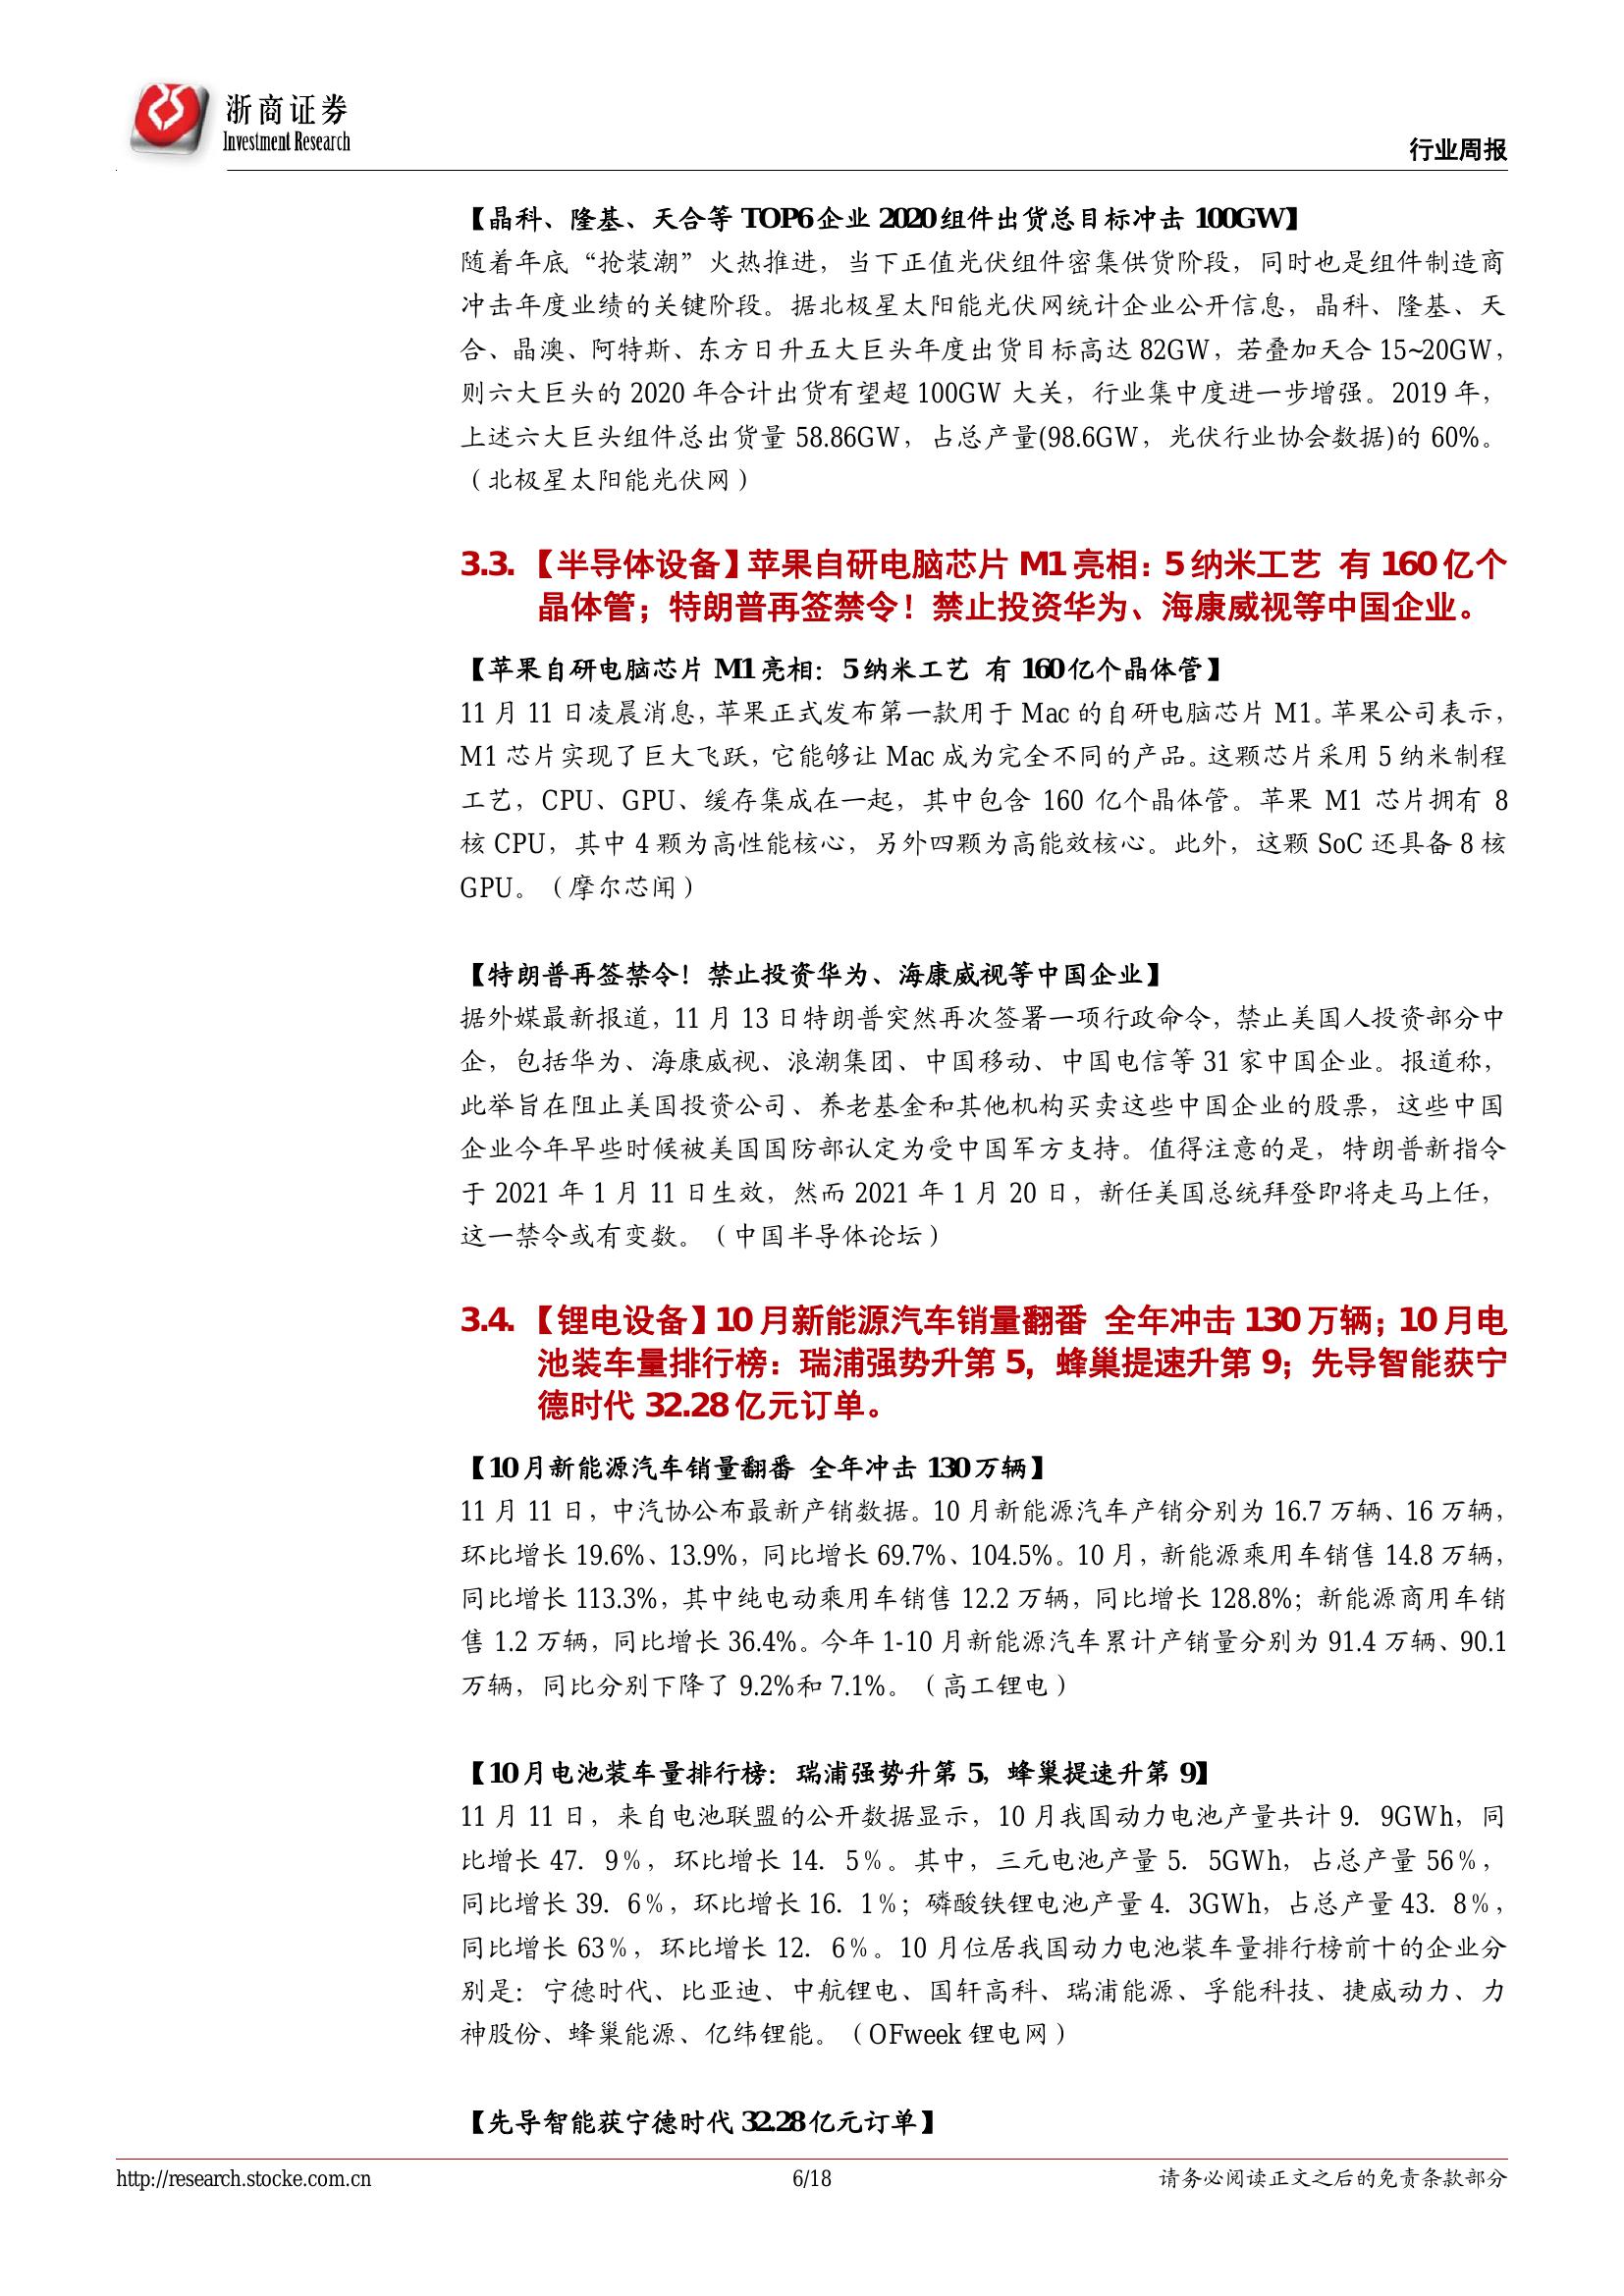 浙商证券
Investment Research
行业周报
【晶科、隆基、天合等 TOP6 企业 2020 组件出货总目标冲击 100GW】
随着年底“抢装潮”火热推进，当下正值光伏组件密集供货阶段，同时也是组件制造商
冲击年度业绩的关键阶段。据北极星太阳能光伏网统计企业公开信息，晶科、隆基、天
合、晶澳、阿特斯、东方日升五大巨头年度出货目标高达 82GW，若叠加天合 15~20GW，
则六大巨头的 2020 年合计出货有望超 100GW 大关，行业集中度进一步增强。2019 年，
上述六大巨头组件总出货量 58.86GW，占总产量(98.6GW，光伏行业协会数据)的 60%。
（北极星太阳能光伏网）
3.3. 【半导体设备】苹果自研电脑芯片 M1 亮相：5 纳米工艺 有 160 亿个
晶体管；特朗普再签禁令！禁止投资华为、海康威视等中国企业。
【苹果自研电脑芯片 M1 亮相：5 纳米工艺 有 160 亿个晶体管】
11 月 11 日凌晨消息，苹果正式发布第一款用于 Mac 的自研电脑芯片 M1。苹果公司表示，
M1 芯片实现了巨大飞跃，它能够让 Mac 成为完全不同的产品。这颗芯片采用 5 纳米制程
工艺，CPU、GPU、缓存集成在一起，其中包含 160 亿个晶体管。苹果 M1 芯片拥有 8
核 CPU，其中 4 颗为高性能核心，另外四颗为高能效核心。此外，这颗 SoC 还具备 8 核
GPU。（摩尔芯闻）
【特朗普再签禁令！禁止投资华为、海康威视等中国企业】
据外媒最新报道，11 月 13 日特朗普突然再次签署一项行政命令，禁止美国人投资部分中
企，包括华为、海康威视、浪潮集团、中国移动、中国电信等 31 家中国企业。报道称，
此举旨在阻止美国投资公司、养老基金和其他机构买卖这些中国企业的股票，这些中国
企业今年早些时候被美国国防部认定为受中国军方支持。值得注意的是，特朗普新指令
于 2021 年 1 月 11 日生效，然而 2021 年 1 月 20 日，新任美国总统拜登即将走马上任，
这一禁令或有变数。（中国半导体论坛）
3.4. 【锂电设备】10 月新能源汽车销量翻番 全年冲击 130 万辆；10 月电
池装车量排行榜：瑞浦强势升第 5，蜂巢提速升第 9；先导智能获宁
德时代 32.28 亿元订单。
【10 月新能源汽车销量翻番 全年冲击 130 万辆】
11 月 11 日，中汽协公布最新产销数据。10 月新能源汽车产销分别为 16.7 万辆、16 万辆，
环比增长 19.6%、13.9%，同比增长 69.7%、104.5%。10 月，新能源乘用车销售 14.8 万辆，
同比增长 113.3%，其中纯电动乘用车销售 12.2 万辆，同比增长 128.8%；新能源商用车销
售 1.2 万辆，同比增长 36.4%。今年 1-10 月新能源汽车累计产销量分别为 91.4 万辆、90.1
万辆，同比分别下降了 9.2%和 7.1%。（高工锂电）
【10 月电池装车量排行榜：瑞浦强势升第 5，蜂巢提速升第 9】
11 月 11 日，来自电池联盟的公开数据显示，10 月我国动力电池产量共计 9．9GWh，同
比增长 47．9％，环比增长 14．5％。其中，三元电池产量 5．5GWh，占总产量 56％，
同比增长 39．6％，环比增长 16．1％；磷酸铁锂电池产量 4．3GWh，占总产量 43．8％，
同比增长 63％，环比增长 12．6％。10 月位居我国动力电池装车量排行榜前十的企业分
别是：宁德时代、比亚迪、中航锂电、国轩高科、瑞浦能源、孚能科技、捷威动力、力
神股份、蜂巢能源、亿纬锂能。（OFweek 锂电网）
【先导智能获宁德时代 32.28 亿元订单】
http://research.stocke.com.cn
6/18
请务必阅读正文之后的免责条款部分